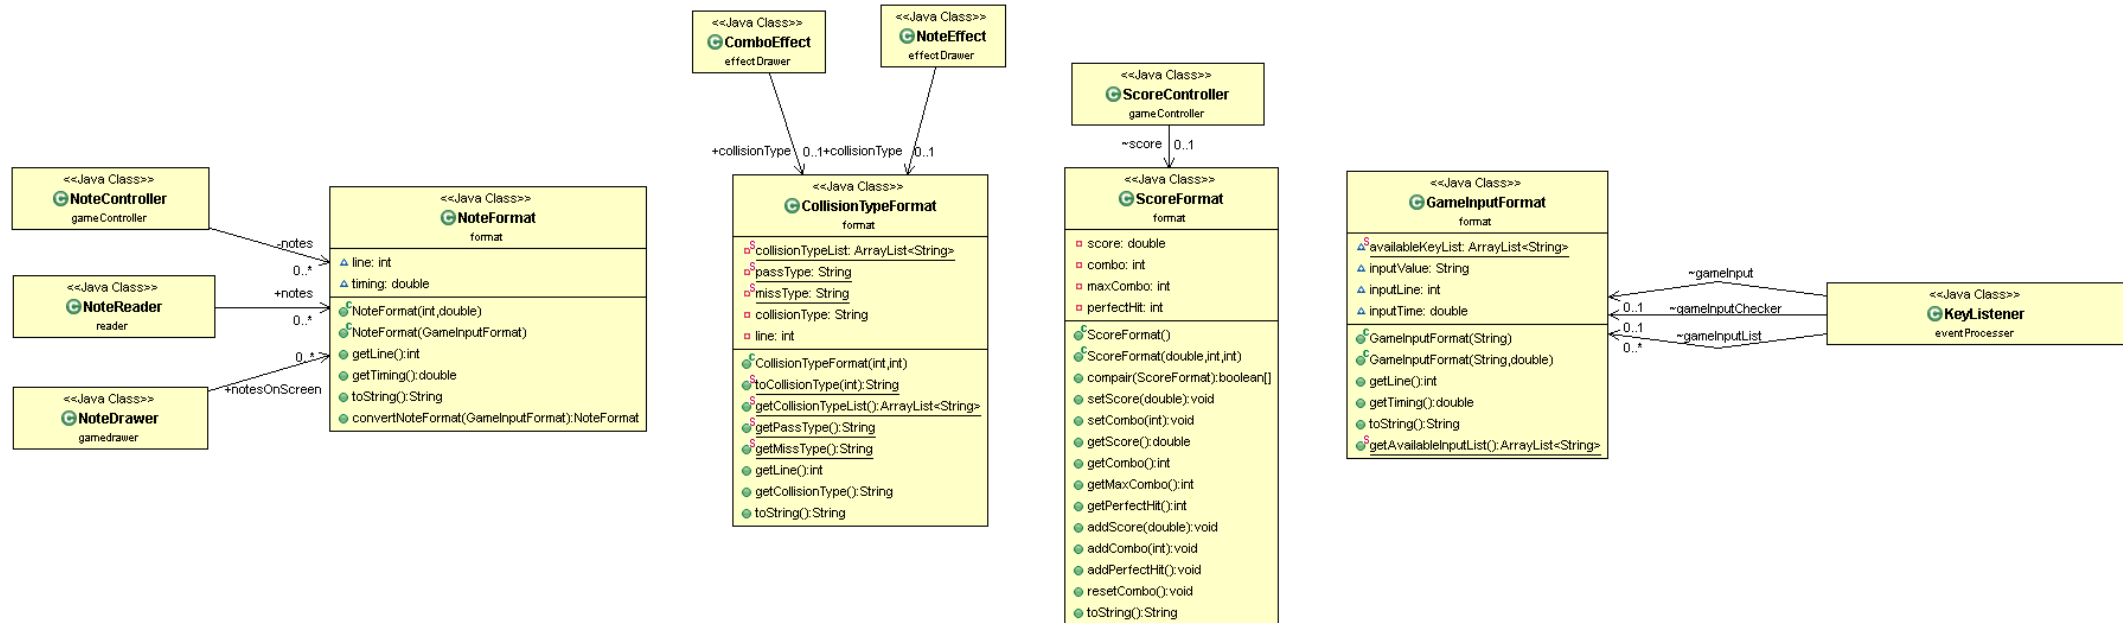 <<Java Class>>
ComboEffect
effectDrawer
<<Java Class>>
NoteEffect
effectDrawer
+collisionType
0..1
+collisionType
0..1
<<Java Class>>
ScoreController
gameController
~score
0..1
<<Java Class>>
NoteController
gameController
-notes
0..*
<<Java Class>>
NoteReader
reader
+notes
0..*
<<Java Class>>
NoteDrawer
gamedrawer
0..*
+notesOnScreen
<<Java Class>>
NoteFormat
format
line: int
timing: double
NoteFormat(int,double)
NoteFormat(GameInputFormat)
getLine():int
getTiming():double
toString():String
convertNoteFormat(GameInputFormat):NoteFormat
<<Java Class>>
CollisionTypeFormat
format
collisionTypeList: ArrayList<String>
passType: String
missType: String
collisionType: String
line: int
CollisionTypeFormat(int,int)
toCollisionType(int):String
getCollisionTypeList():ArrayList<String>
getPassType():String
getMissType():String
getLine():int
getCollisionType():String
toString():String
<<Java Class>>
ScoreFormat
format
score: double
combo: int
maxCombo: int
perfectHit: int
ScoreFormat()
ScoreFormat(double,int,int)
compair(ScoreFormat):boolean[]
setScore(double):void
setCombo(int):void
getScore():double
getCombo():int
getMaxCombo():int
getPerfectHit():int
addScore(double):void
addCombo(int):void
addPerfectHit():void
resetCombo():void
toString():String
<<Java Class>>
GameInputFormat
format
availableKeyList: ArrayList<String>
inputValue: String
inputLine: int
inputTime: double
GameInputFormat(String)
GameInputFormat(String,double)
getLine():int
getTiming():double
toString():String
getAvailableInputList():ArrayList<String>
~gameInput
0..1
~gameInputChecker
0..1
~gameInputList
0..*
<<Java Class>>
KeyListener
eventProcesser